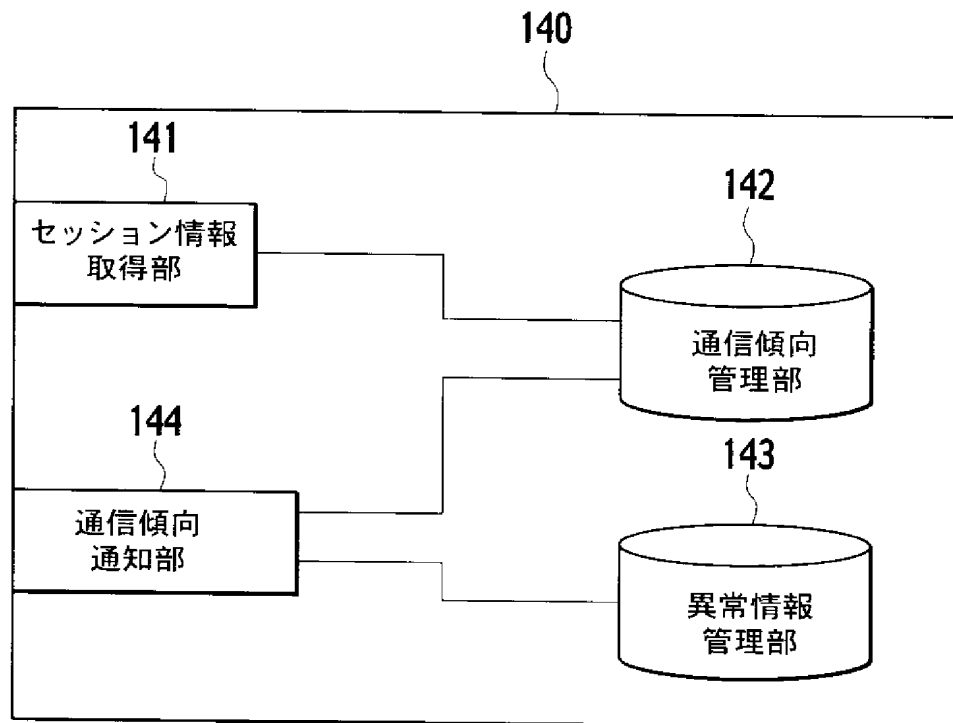 140
141
セッション情報
取得部
142
通信傾向
管理部
144
通信傾向
通知部
143
異常情報
管理部